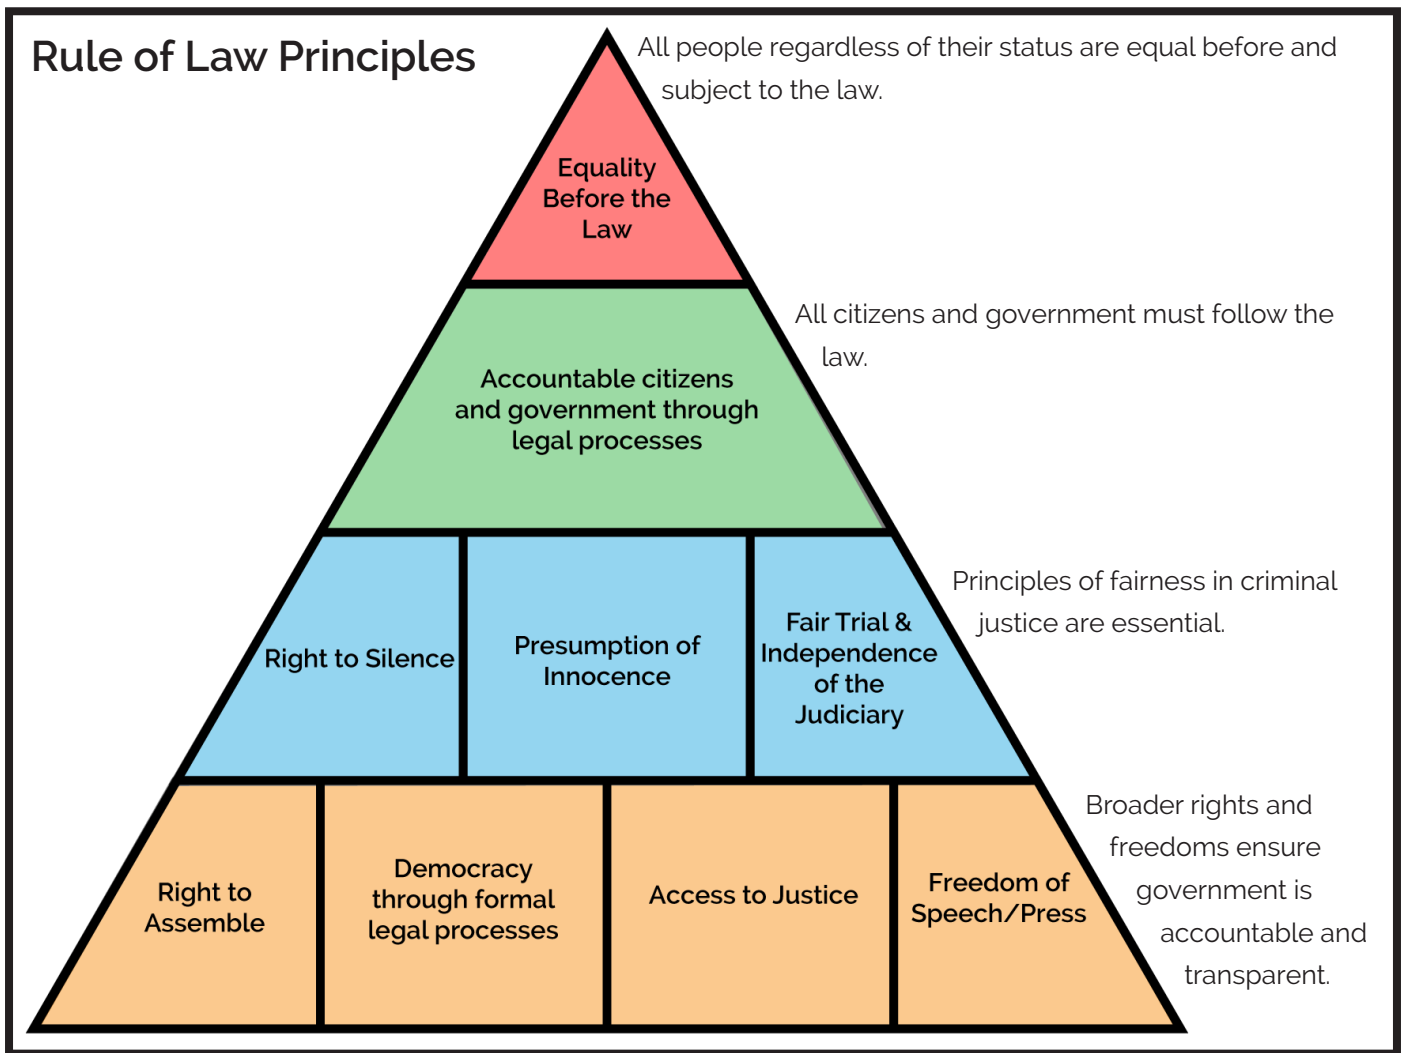 Rule of Law Principles
All people regardless of their status are equal before and
subject to the law.
Equality
Before the
Law
All citizens and government must follow the
law.
Accountable citizens
and government through
legal processes
Principles of fairness in criminal
justice are essential.
Right to Silence
Presumption of
Innocence
Fair Trial &
Independence
of the
Judiciary
Broader rights and
freedoms ensure
government is
accountable and
transparent.
Right to
Assemble
Democracy
through formal
legal processes
Access to Justice
Freedom of
Speech/Press